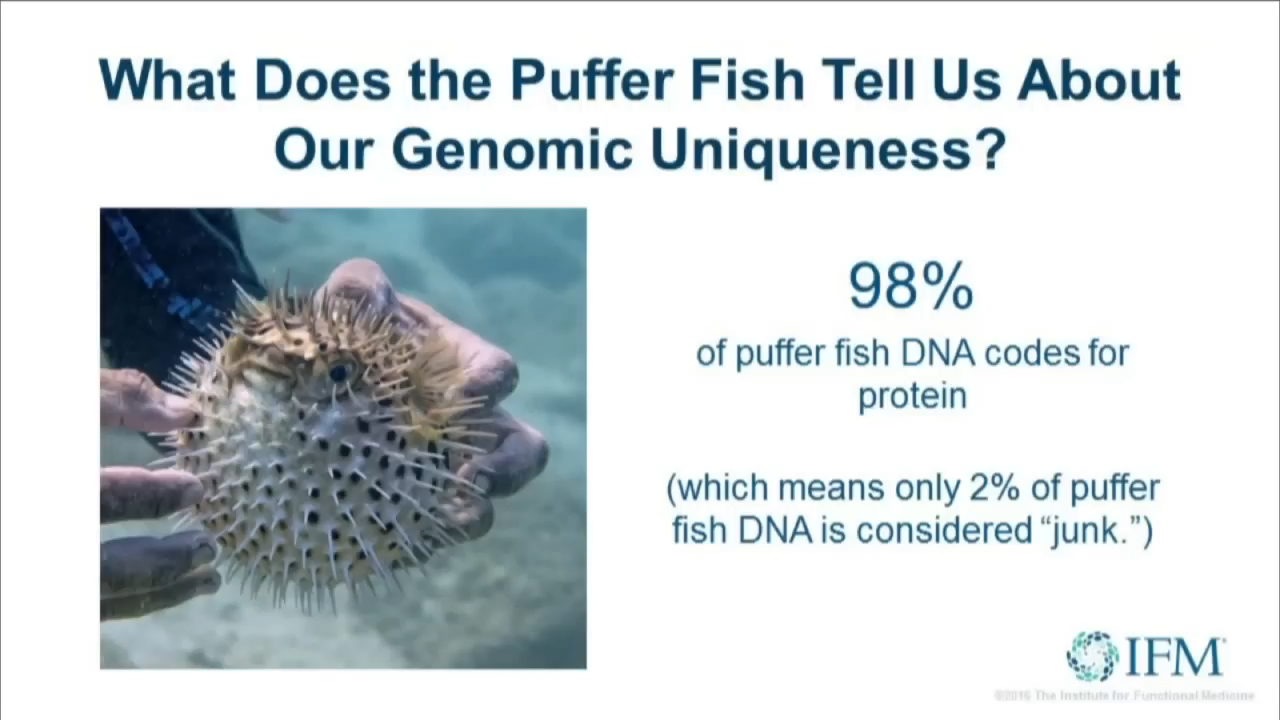 What Does the Puffer Fish Tell Us About
Our Genomic Uniqueness?
98%
of puffer fish DNA codes for
protein
(which means only 2% of puffer
fish DNA is considered “junk.”)
IFM
©2016 The Institute for Functional Medicine